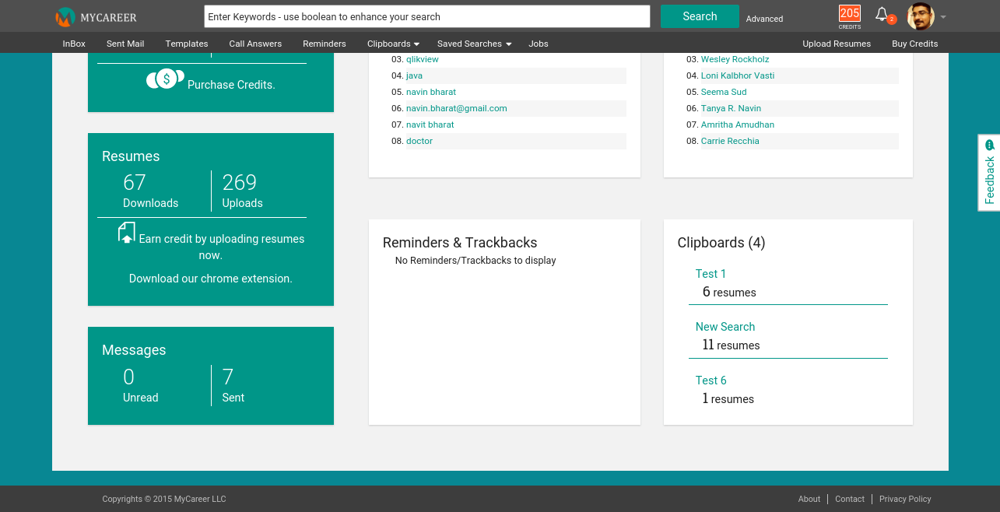 MYCAREER
Enter Keywords - use boolean to enhance your search
Search
Advanced
205
CREDITS
2
InBox
Sent Mail
Templates
Call Answers
Reminders
Clipboards
Saved Searches
Jobs
Upload Resumes
Buy Credits
$ Purchase Credits.
Resumes
67
Downloads
269
Uploads
Earn credit by uploading resumes
now.
Download our chrome extension.
Messages
0
Unread
7
Sent
03. qlikview
04. java
05. navin bharat
06. navin.bharat@gmail.com
07. navit bharat
08. doctor
03. Wesley Rockholz
04. Loni Kalbhor Vasti
05. Seema Sud
06. Tanya R. Navin
07. Amritha Amudhan
08. Carrie Recchia
Reminders & Trackbacks
No Reminders/Trackbacks to display
Clipboards (4)
Test 1
6 resumes
New Search
11 resumes
Test 6
1 resumes
Feedback
Copyrights © 2015 MyCareer LLC
About
Contact
Privacy Policy